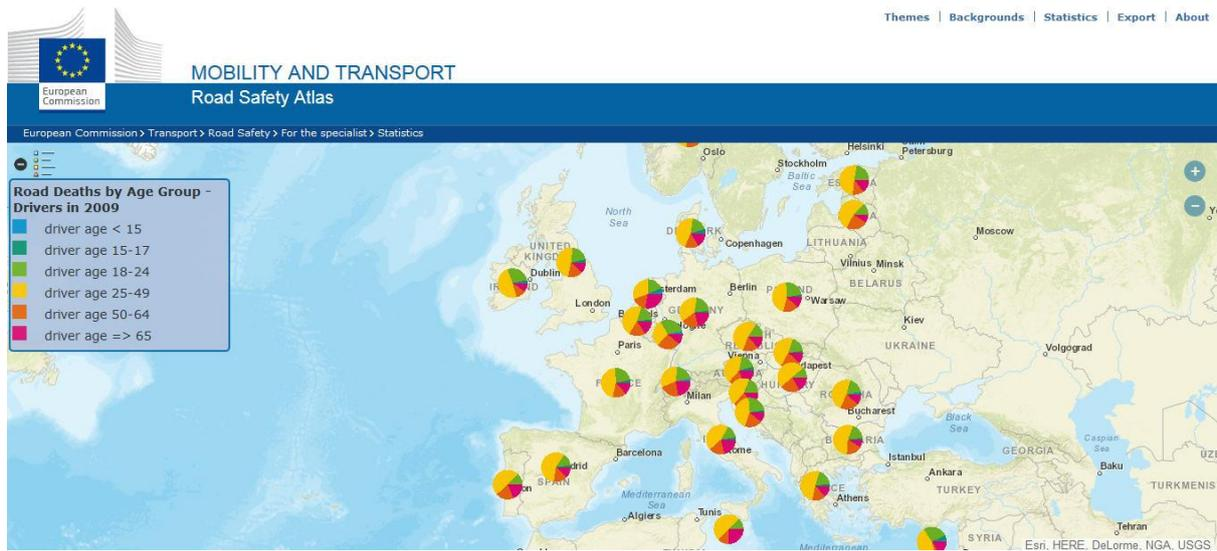 Themes | Backgrounds | Statistics | Export | About
European
Commission
MOBILITY AND TRANSPORT
Road Safety Atlas
European Commission > Transport > Road Safety > For the specialist > Statistics
Road Deaths by Age Group -
Drivers in 2009
driver age < 15
driver age 15-17
driver age 18-24
driver age 25-49
driver age 50-64
driver age => 65
Oslo
Helsinki
Petersburg
Stockholm
Baltic
Sea
North
Sea
Copenhagen
Moscow
LITHUANIA
UNITED
Dublin
Vilnius
Minsk
BELARUS
Berlin
Warsaw
London
Kiev
UKRAINE
Paris
Volgograd
Vienna
Milan
Bucharest
Black
Sea
Caspian
Sea
GEORGIA
Barcelona
Istanbul
Baku
Ankara
TURKEY
TURKMENIS
SPAIN
Mediterranean
Sea
Athens
Algiers
Tunis
Tehran
SYRIA
Mediterranean
Esri, HERE, DeLorme, NGA, USGS